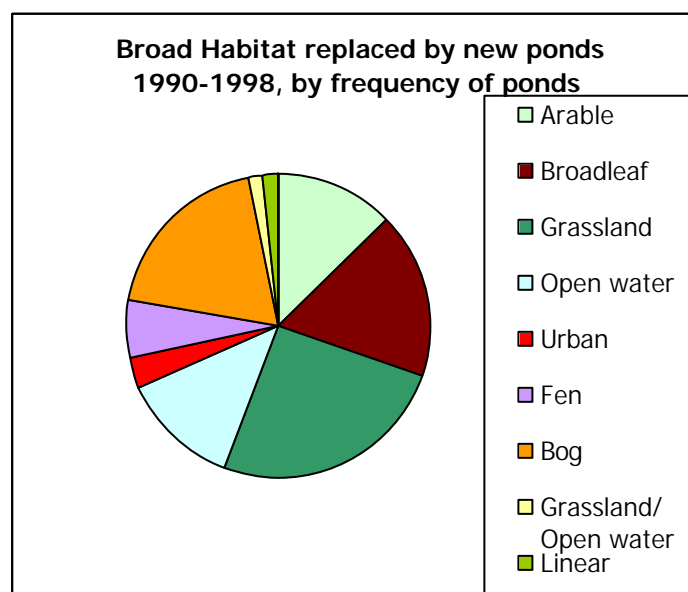 Broad Habitat replaced by new ponds
1990-1998, by frequency of ponds
Arable
Broadleaf
Grassland
Open water
Urban
Fen
Bog
Grassland/
Open water
Linear